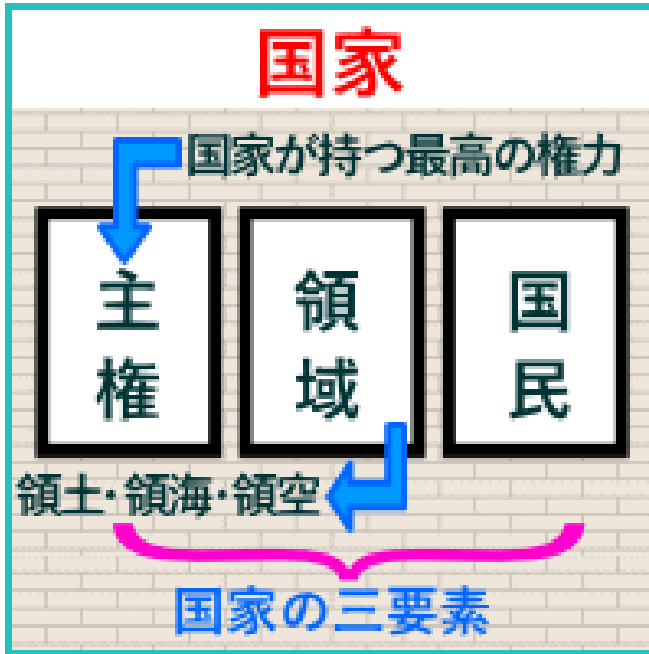 国家
国家が持つ最高の権力
主権
領域
国民
領土・領海・領空
国家の三要素